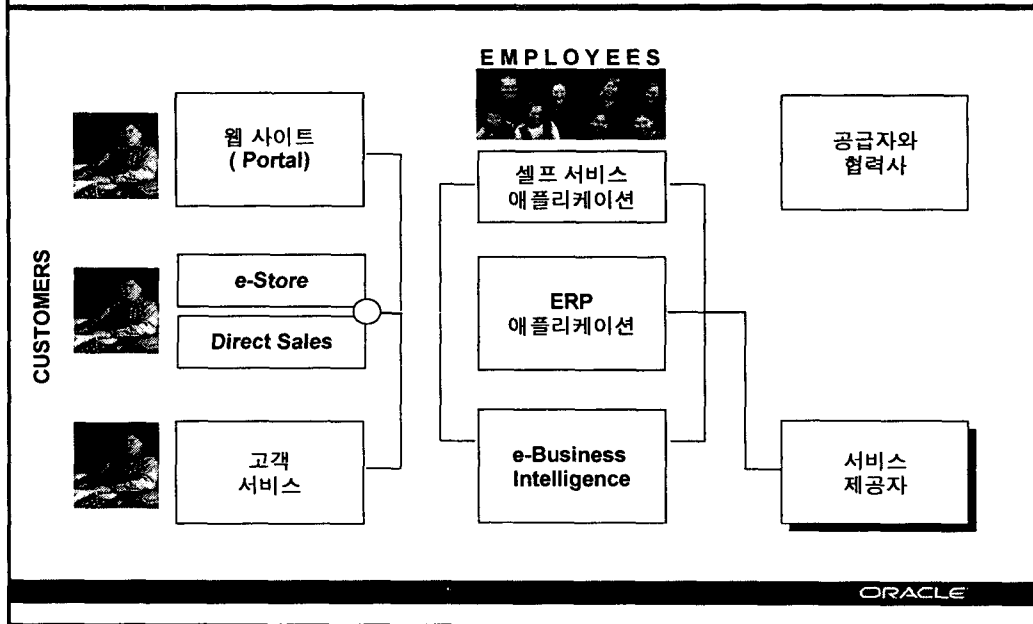 EMPLOYEES
CUSTOMERS
웹 사이트
( Portal)
e-Store
Direct Sales
고객
서비스
셀프 서비스
애플리케이션
ERP
애플리케이션
e-Business
Intelligence
공급자와
협력사
서비스
제공자
ORACLE